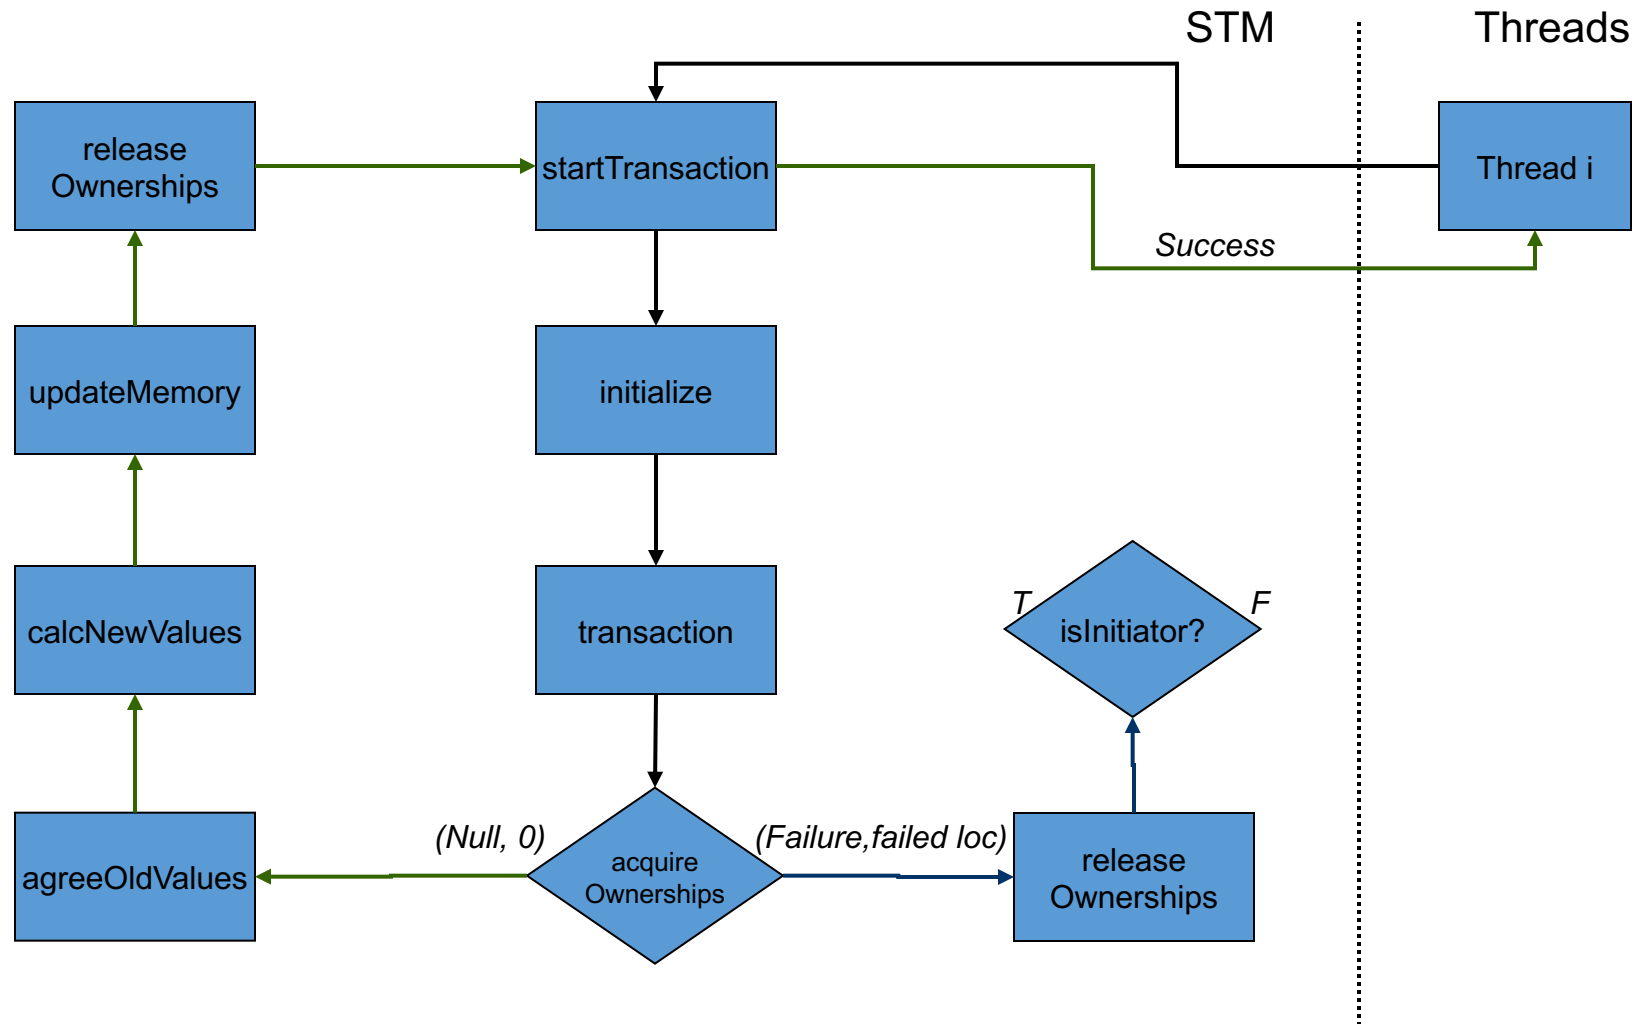 STM
Threads
release
Ownerships
startTransaction
Thread i
Success
updateMemory
initialize
calcNewValues
transaction
T
F
isInitiator?
(Null, 0)
(Failure,failed loc)
agreeOldValues
acquire
Ownerships
release
Ownerships